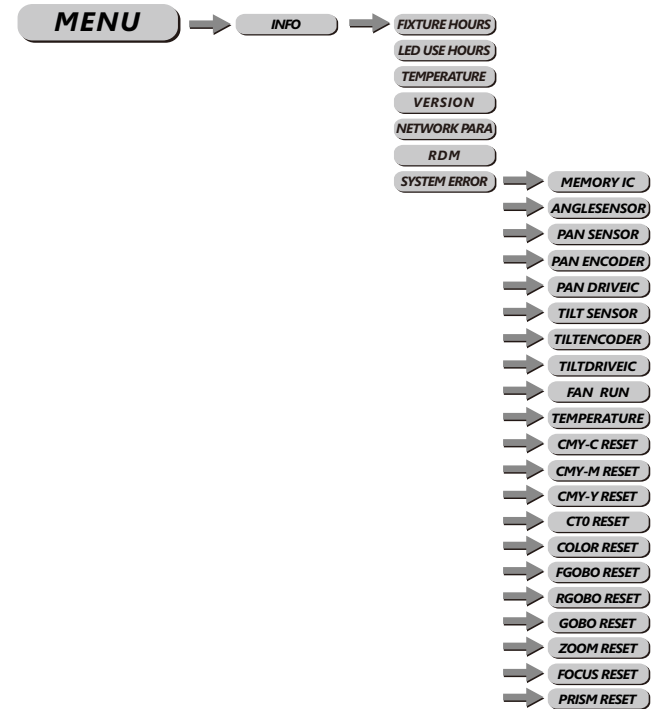 MENU
INFO
FIXTURE HOURS
LED USE HOURS
TEMPERATURE
VERSION
NETWORK PARA
RDM
SYSTEM ERROR
MEMORY IC
ANGLESENSOR
PAN SENSOR
PAN ENCODER
PAN DRIVEIC
TILT SENSOR
TILTENCODER
TILTDRIVEIC
FAN RUN
TEMPERATURE
CMY-C RESET
CMY-M RESET
CMY-Y RESET
CT0 RESET
COLOR RESET
FGOBO RESET
RGOBO RESET
GOBO RESET
ZOOM RESET
FOCUS RESET
PRISM RESET